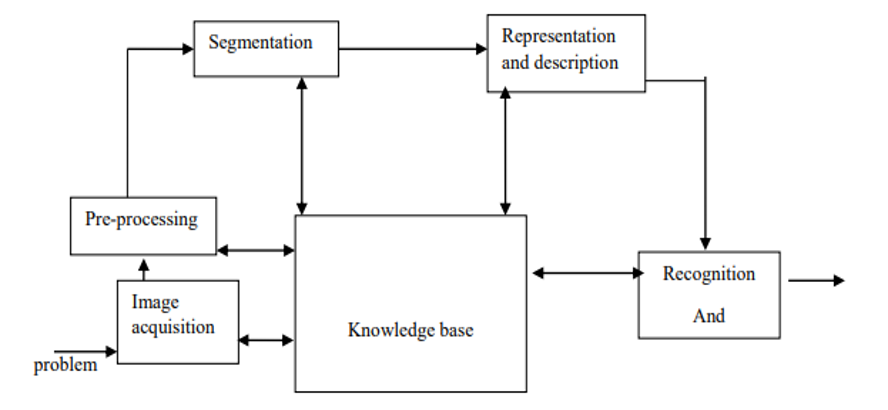 Segmentation
Representation
and description
Pre-processing
Image
acquisition
problem
Knowledge base
Recognition
And